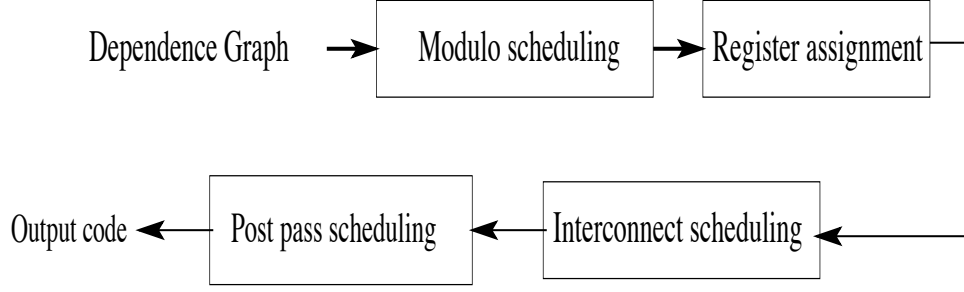 Dependence Graph
Modulo scheduling
Register assignment
Interconnect scheduling
Post pass scheduling
Output code